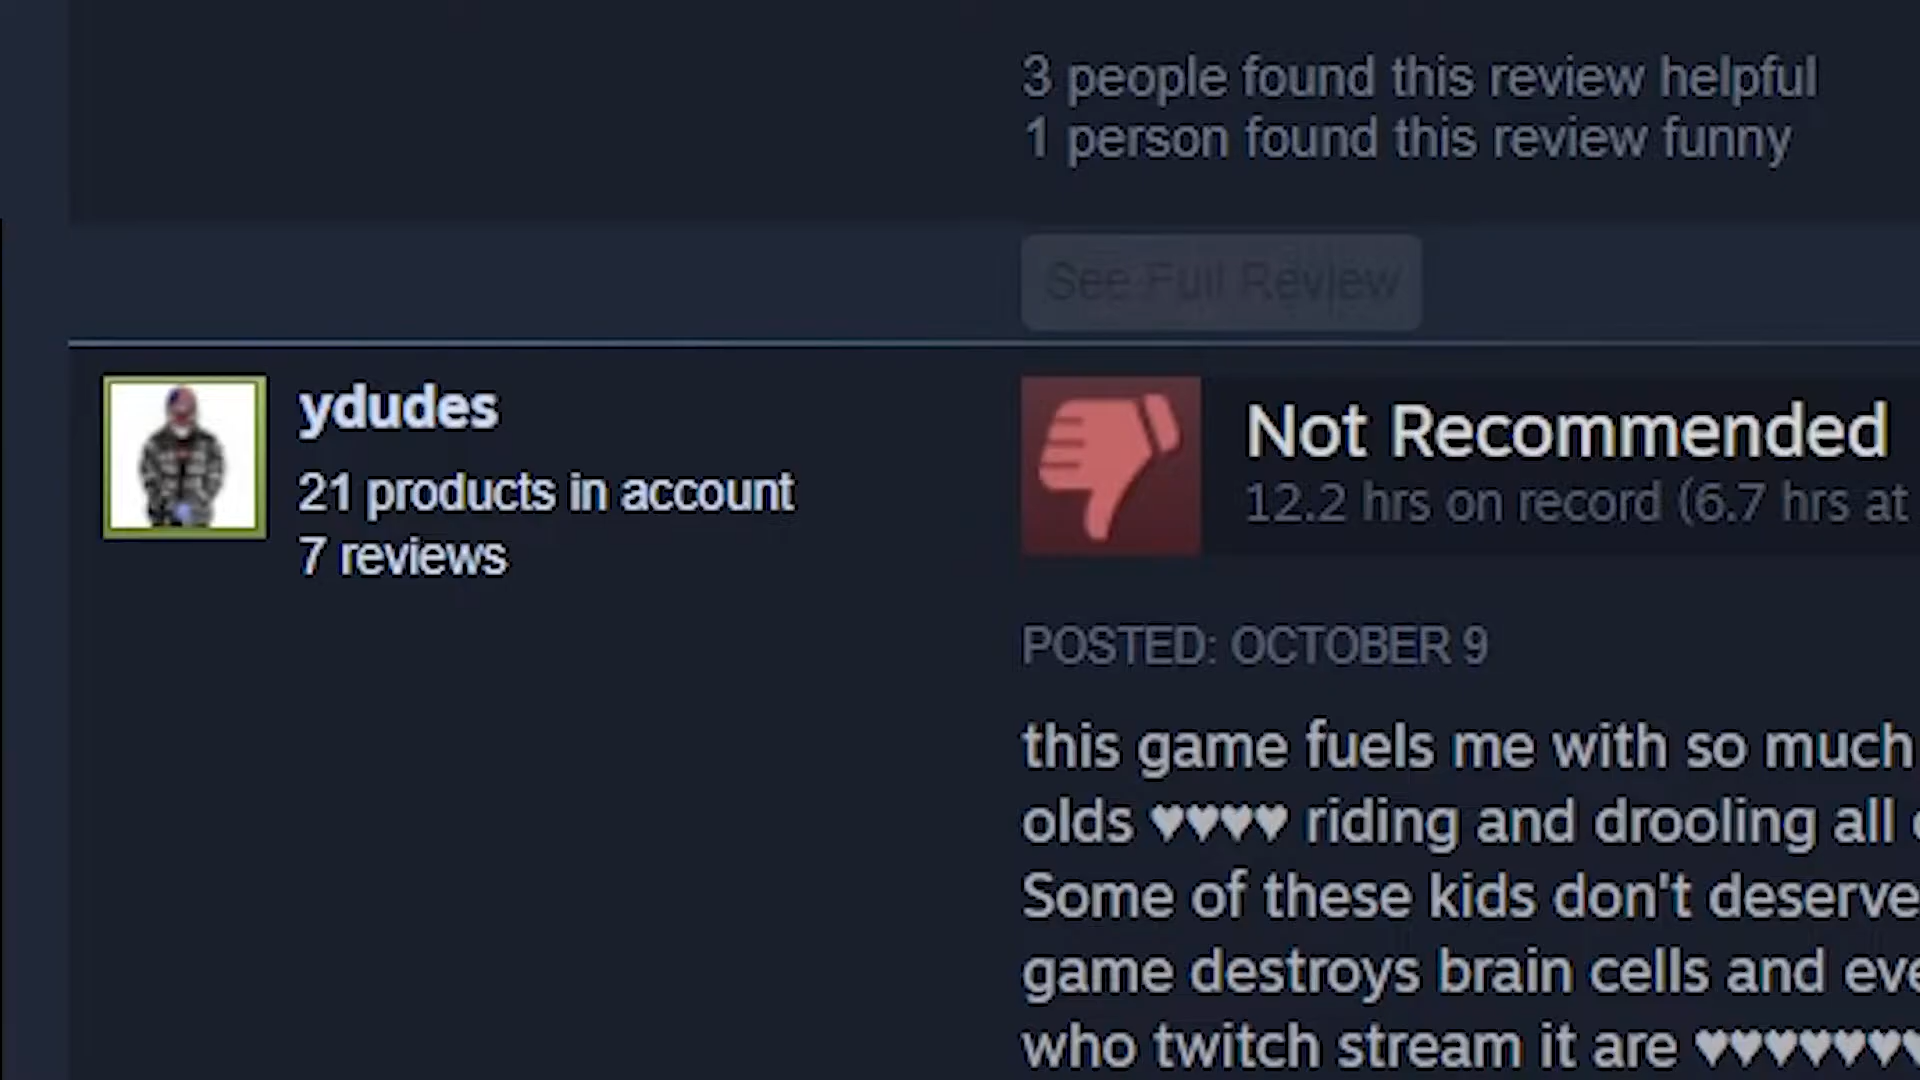 3 people found this review helpful
1 person found this review funny
See Full Review
ydudes
21 products in account
7 reviews
Not Recommended
12.2 hrs on record (6.7 hrs at
POSTED: OCTOBER 9
this game fuels me with so much
olds ♥♥♥♥ riding and drooling all
Some of these kids don't deserve
game destroys brain cells and eve
who twitch stream it are ♥♥♥♥♥♥♥